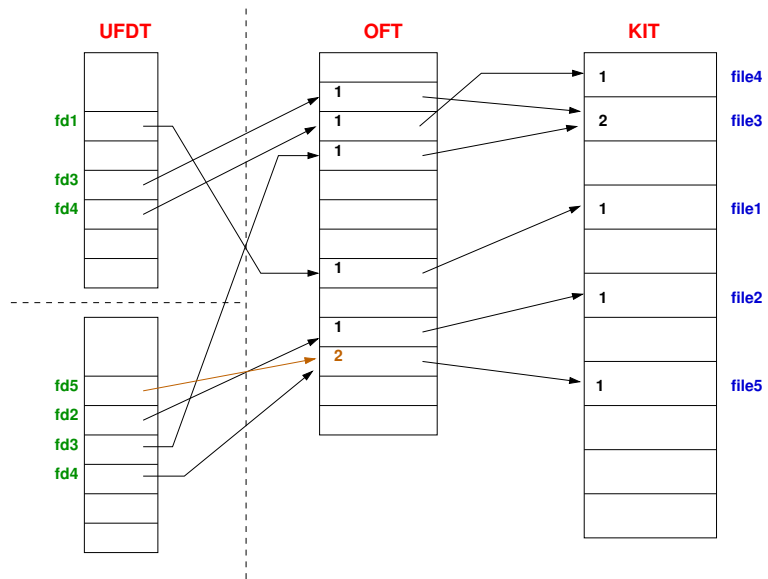 UFDT OFT KIT
1 file4
1
fd1 1 2 file3
1
fd3
fd4 1 file1
1
1 file2
1
2
fd5 1 file5
fd2
fd3
fd4